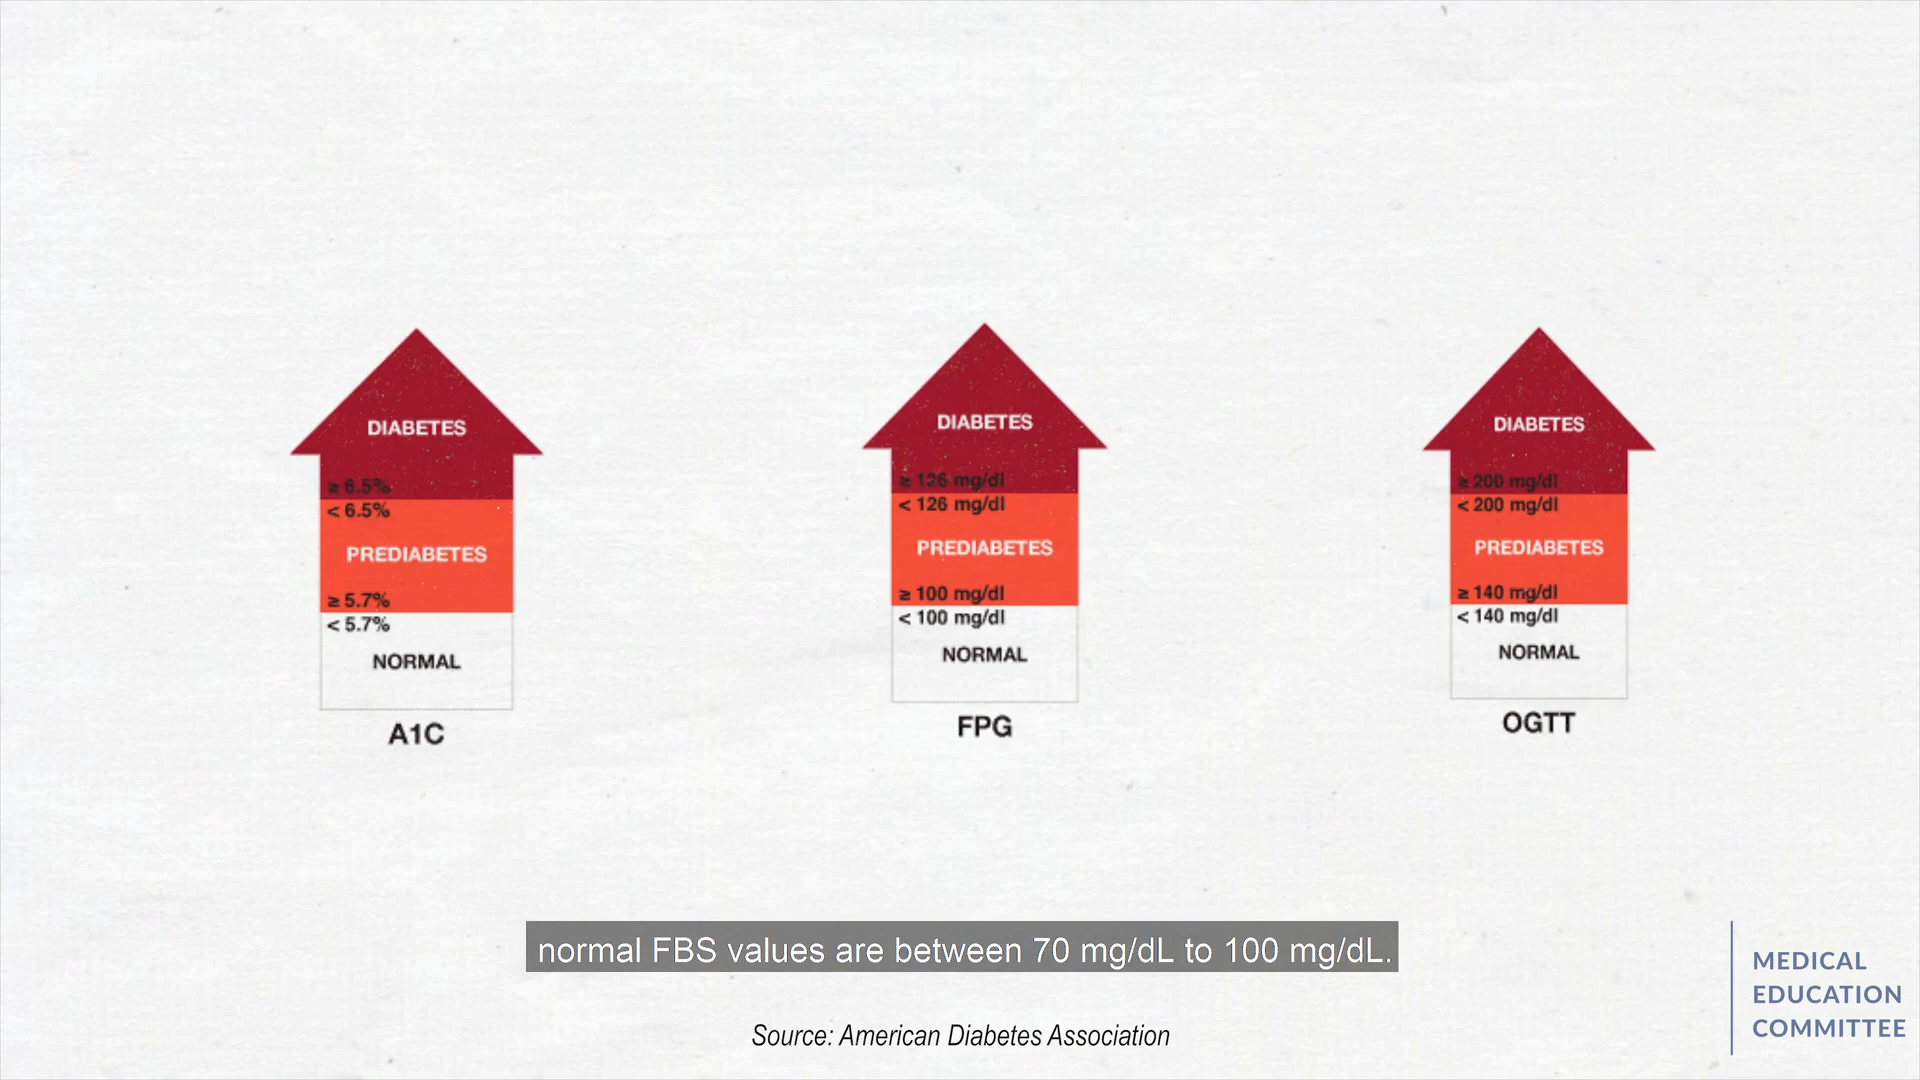 DIABETES
≥ 6.5%
< 6.5%
PREDIABETES
≥ 5.7%
< 5.7%
NORMAL
A1C
DIABETES
≥ 126 mg/dl
< 126 mg/dl
PREDIABETES
≥ 100 mg/dl
< 100 mg/dl
NORMAL
FPG
DIABETES
≥ 200 mg/dl
< 200 mg/dl
PREDIABETES
≥ 140 mg/dl
< 140 mg/dl
NORMAL
OGTT
normal FBS values are between 70 mg/dL to 100 mg/dL.
Source: American Diabetes Association
MEDICAL
EDUCATION
COMMITTEE